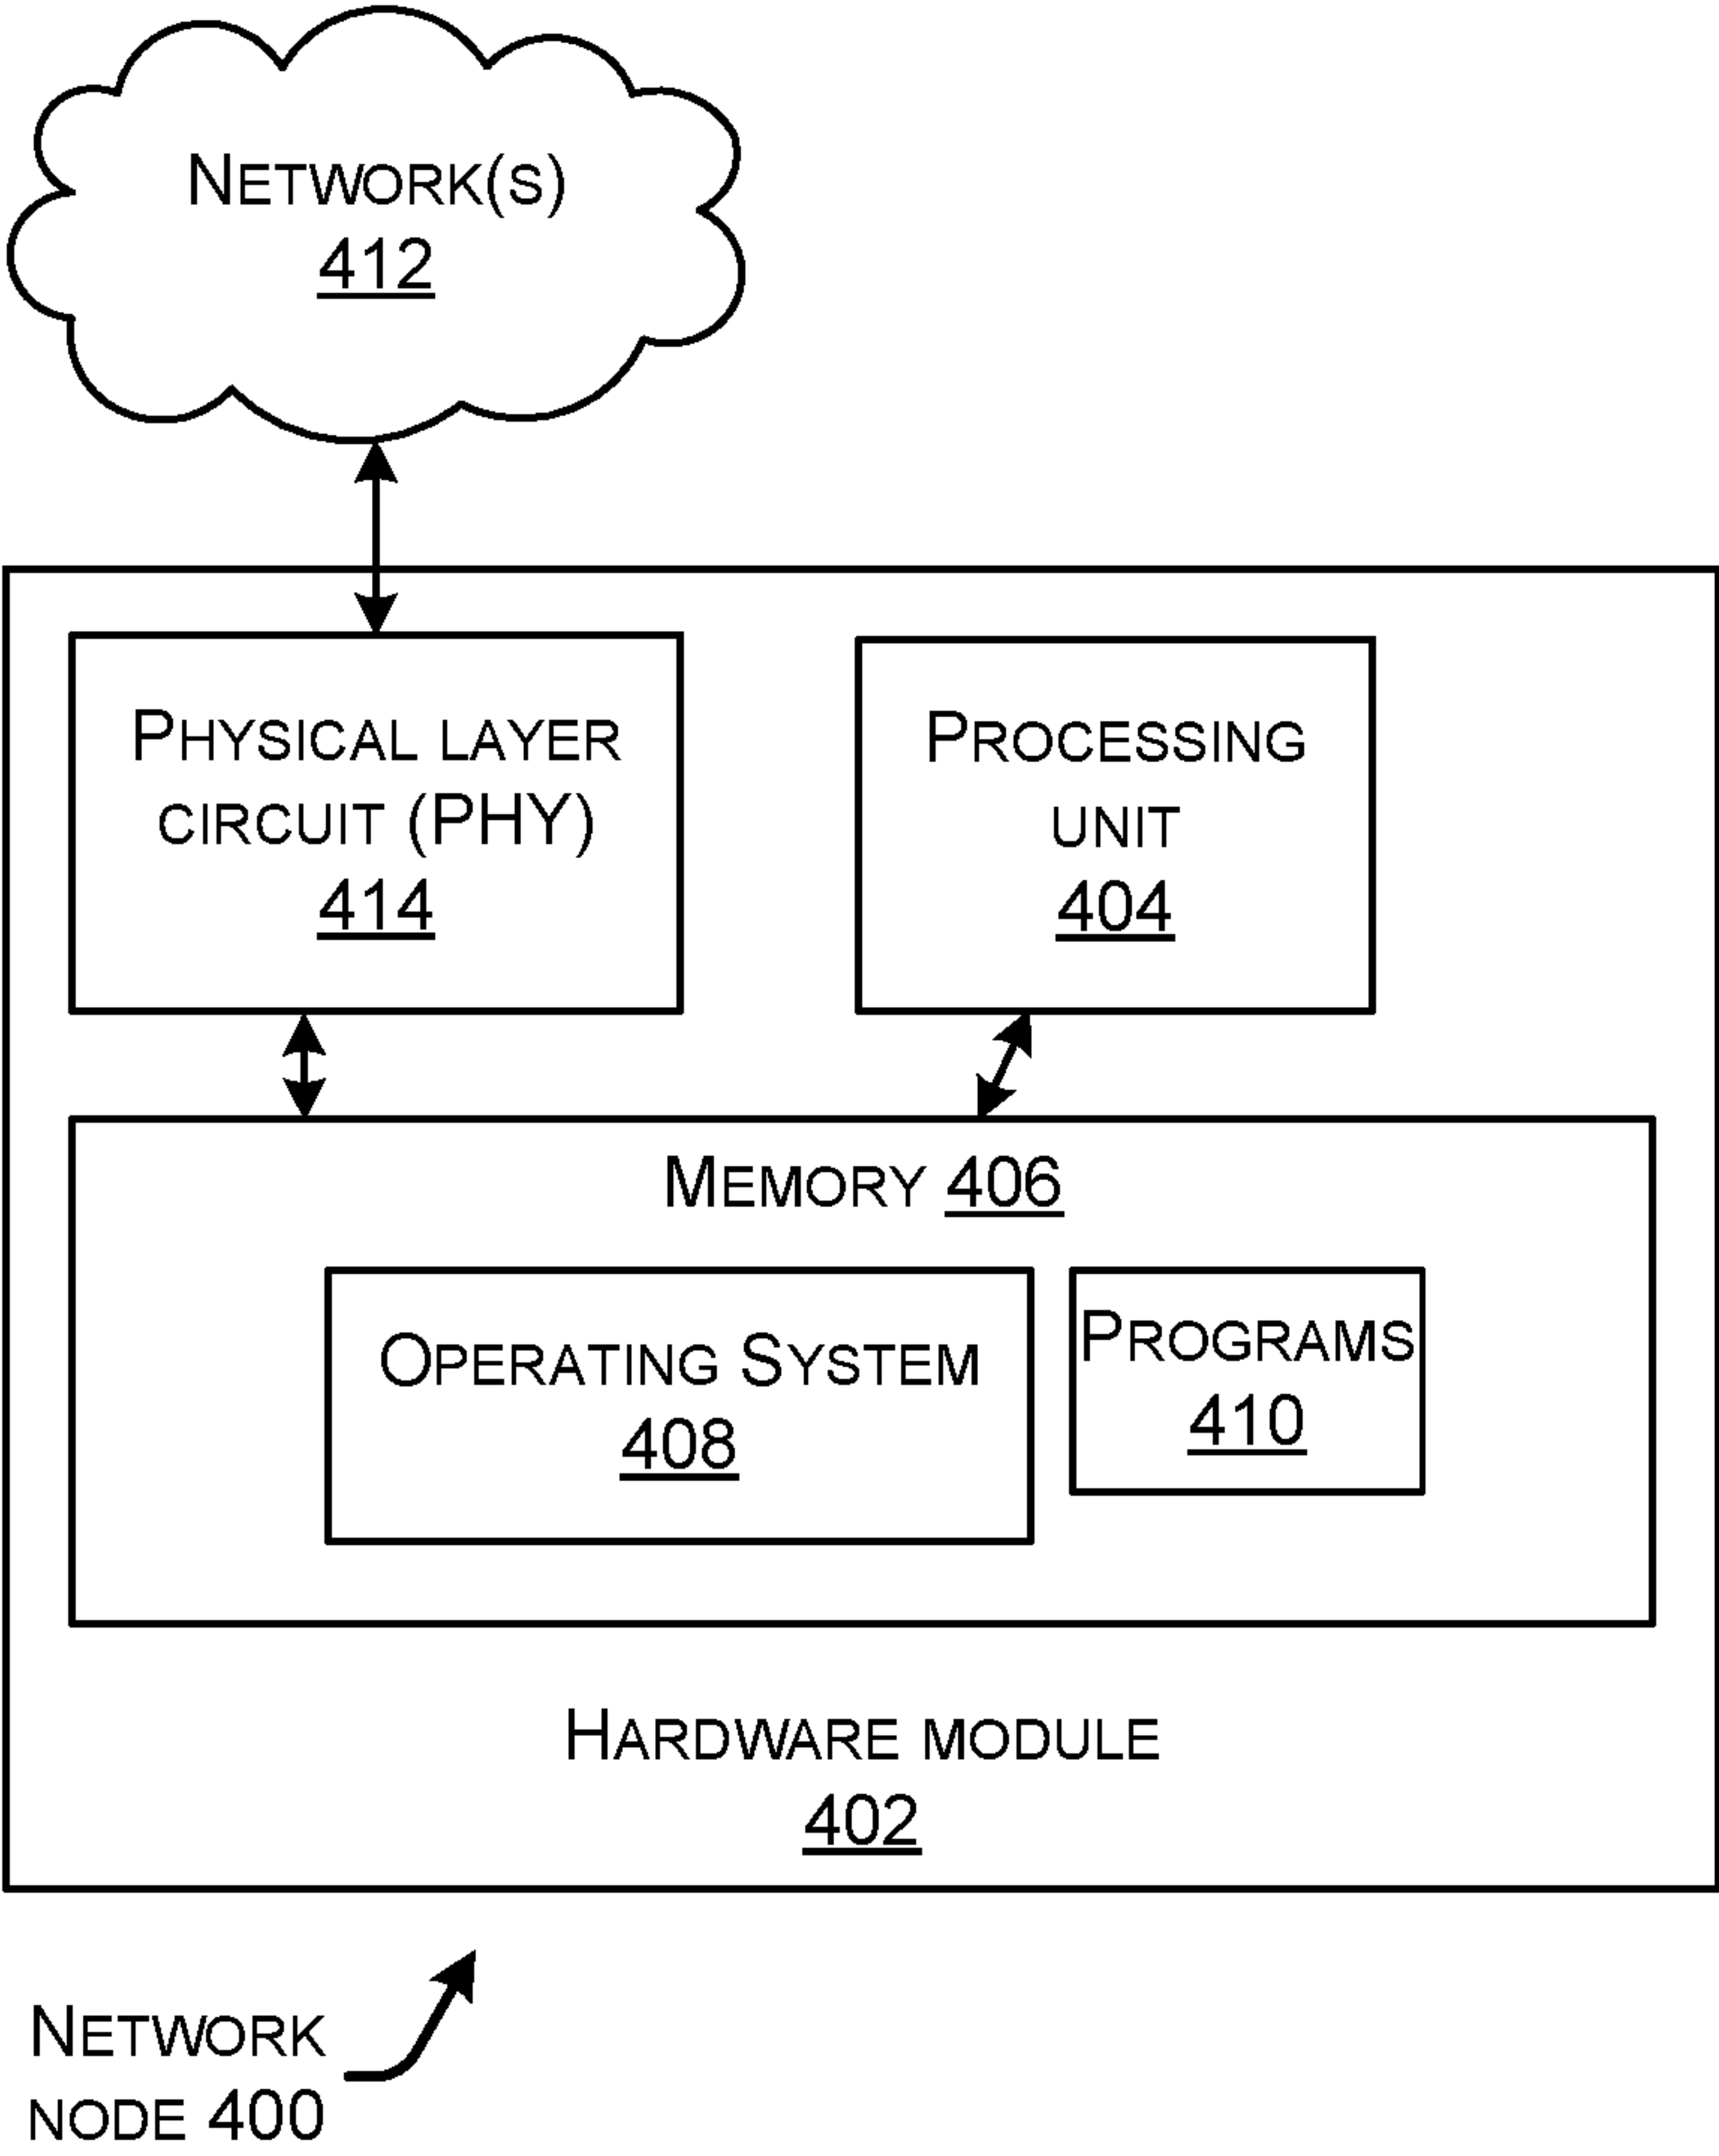 NETWORK(S)
412
PHYSICAL LAYER
CIRCUIT (PHY)
414
PROCESSING
UNIT
404
MEMORY 406
OPERATING SYSTEM
408
PROGRAMS
410
HARDWARE MODULE
402
NETWORK
NODE 400